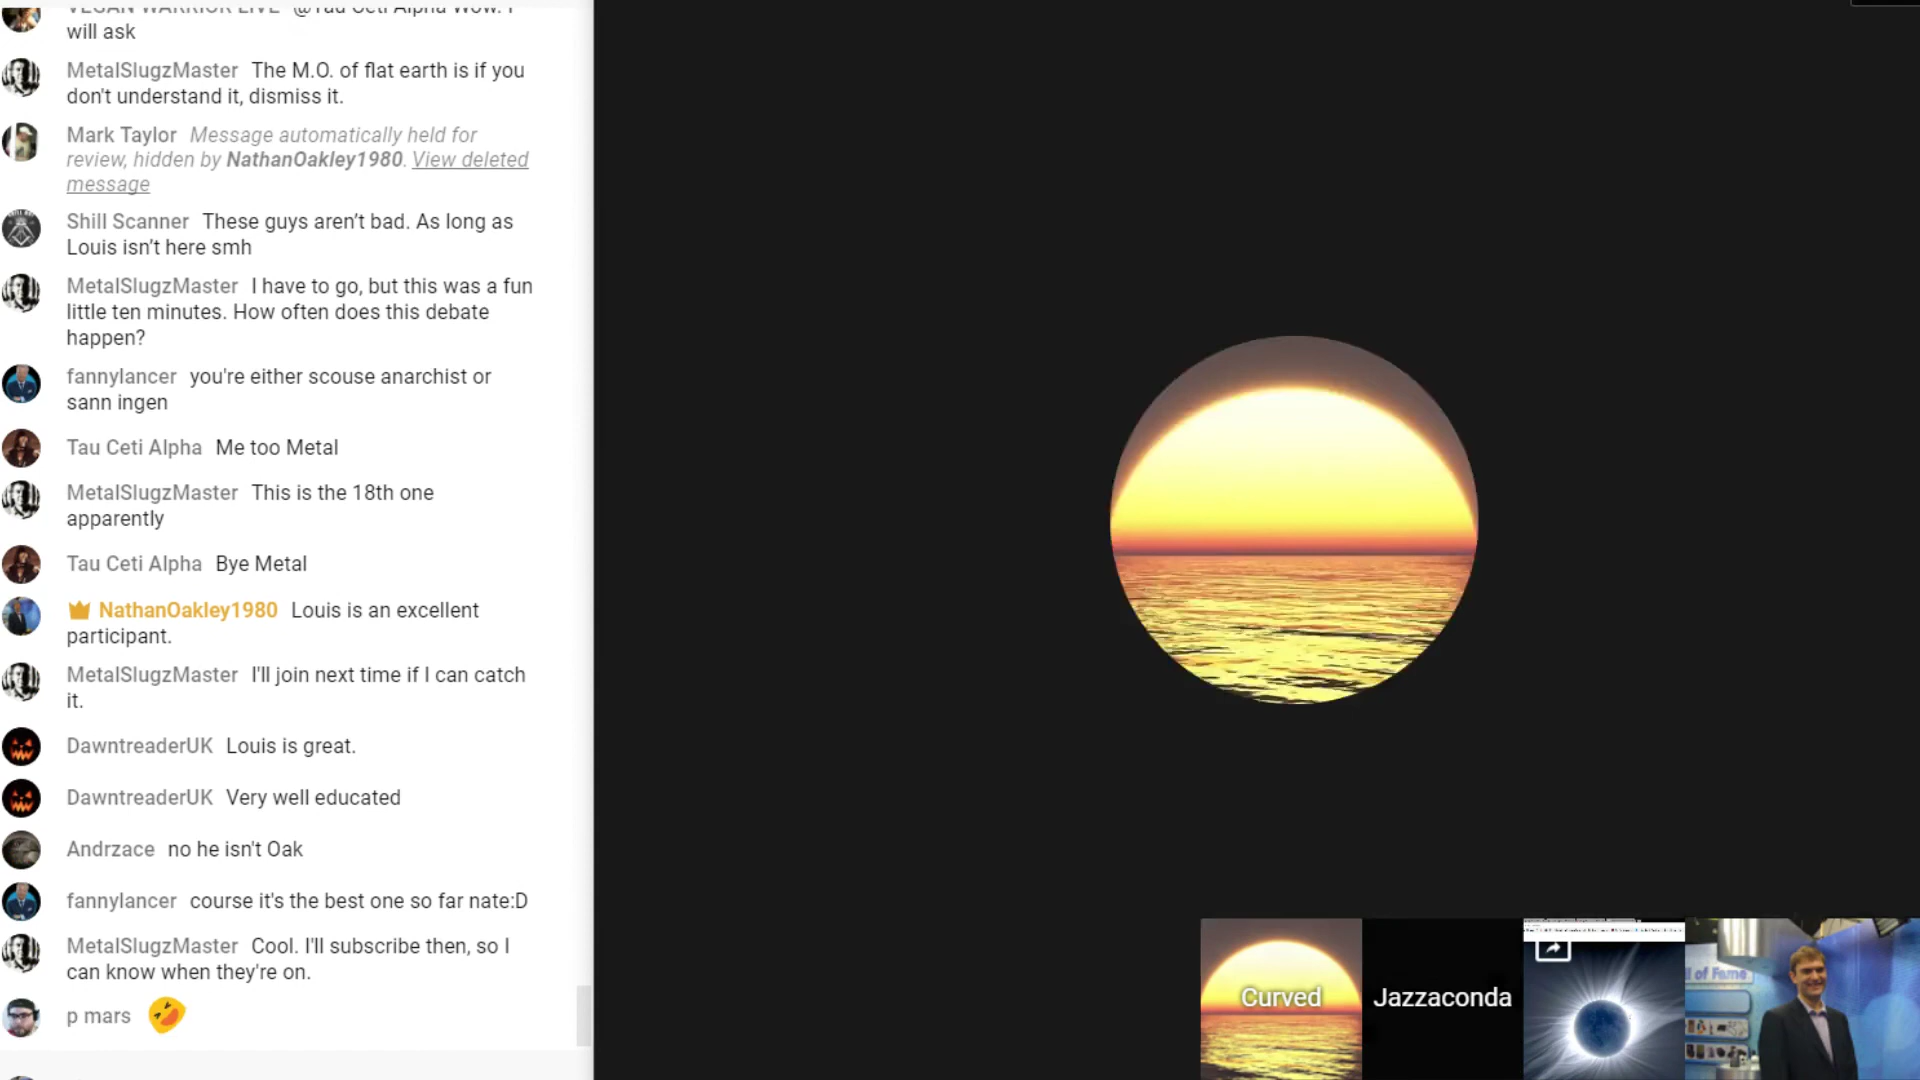 VEGAN WARRIOR LIVE @Tau Ceti Alpha Wow. I
will ask
MetalSlugzMaster The M.O. of flat earth is if you
don't understand it, dismiss it.
Mark Taylor Message automatically held for
review, hidden by NathanOakley1980. View deleted
message
Shill Scanner These guys aren’t bad. As long as
Louis isn’t here smh
MetalSlugzMaster I have to go, but this was a fun
little ten minutes. How often does this debate
happen?
fannylancer you're either scouse anarchist or
sann ingen
Tau Ceti Alpha Me too Metal
MetalSlugzMaster This is the 18th one
apparently
Tau Ceti Alpha Bye Metal
NathanOakley1980 Louis is an excellent
participant.
MetalSlugzMaster I'll join next time if I can catch
it.
DawntreaderUK Louis is great.
DawntreaderUK Very well educated
Andrzace no he isn't Oak
fannylancer course it's the best one so far nate:D
MetalSlugzMaster Cool. I'll subscribe then, so I
can know when they're on.
p mars
Curved
Jazzaconda
l of Fame